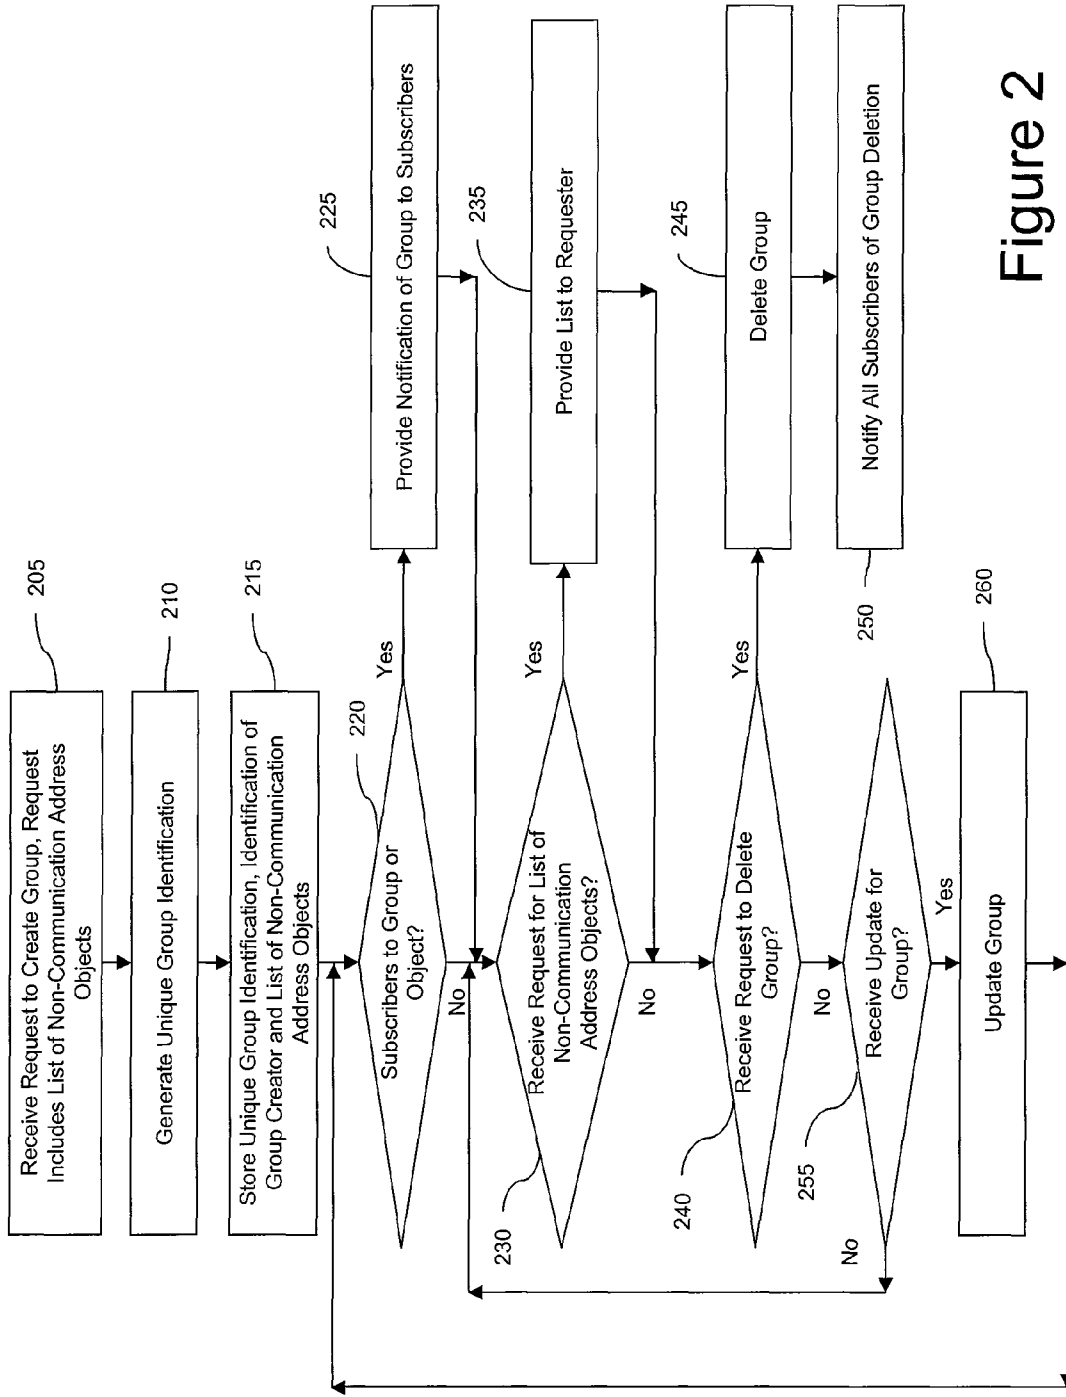 Receive Request to Create Group, Request
Includes List of Non-Communication Address
Objects
205
Generate Unique Group Identification
210
Store Unique Group Identification, Identification of
Group Creator and List of Non-Communication
Address Objects
215
Subscribers to Group or
Object?
220
Yes
No
Provide Notification of Group to Subscribers
225
Receive Request for List of
Non-Communication
Address Objects?
230
Yes
No
Provide List to Requester
235
Receive Request to Delete
Group?
240
Yes
No
Delete Group
245
Notify All Subscribers of Group Deletion
250
Receive Update for
Group?
255
No
Yes
Update Group
260
Figure 2